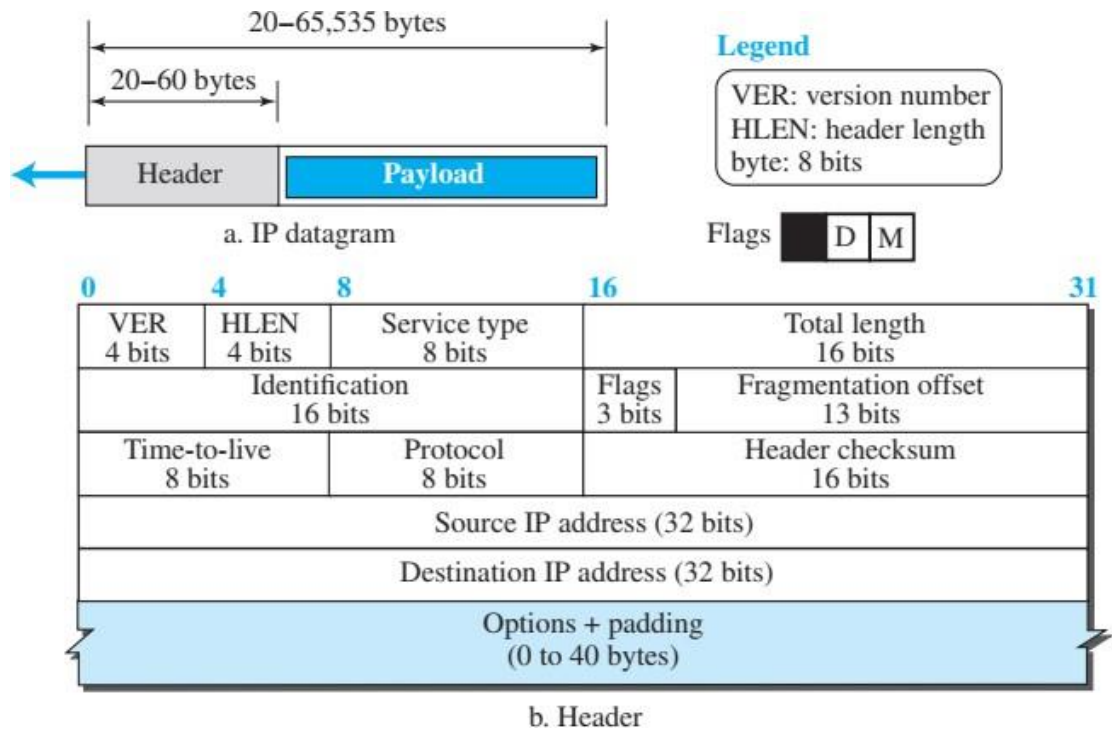 20–65,535 bytes
20–60 bytes
Header
Payload
a. IP datagram
Legend
VER: version number
HLEN: header length
byte: 8 bits
Flags D M
0 4 8 16 31
VER HLEN Service type Total length
4 bits 4 bits 8 bits 16 bits
Identification Flags Fragmentation offset
16 bits 3 bits 13 bits
Time-to-live Protocol Header checksum
8 bits 8 bits 16 bits
Source IP address (32 bits)
Destination IP address (32 bits)
Options + padding
(0 to 40 bytes)
b. Header